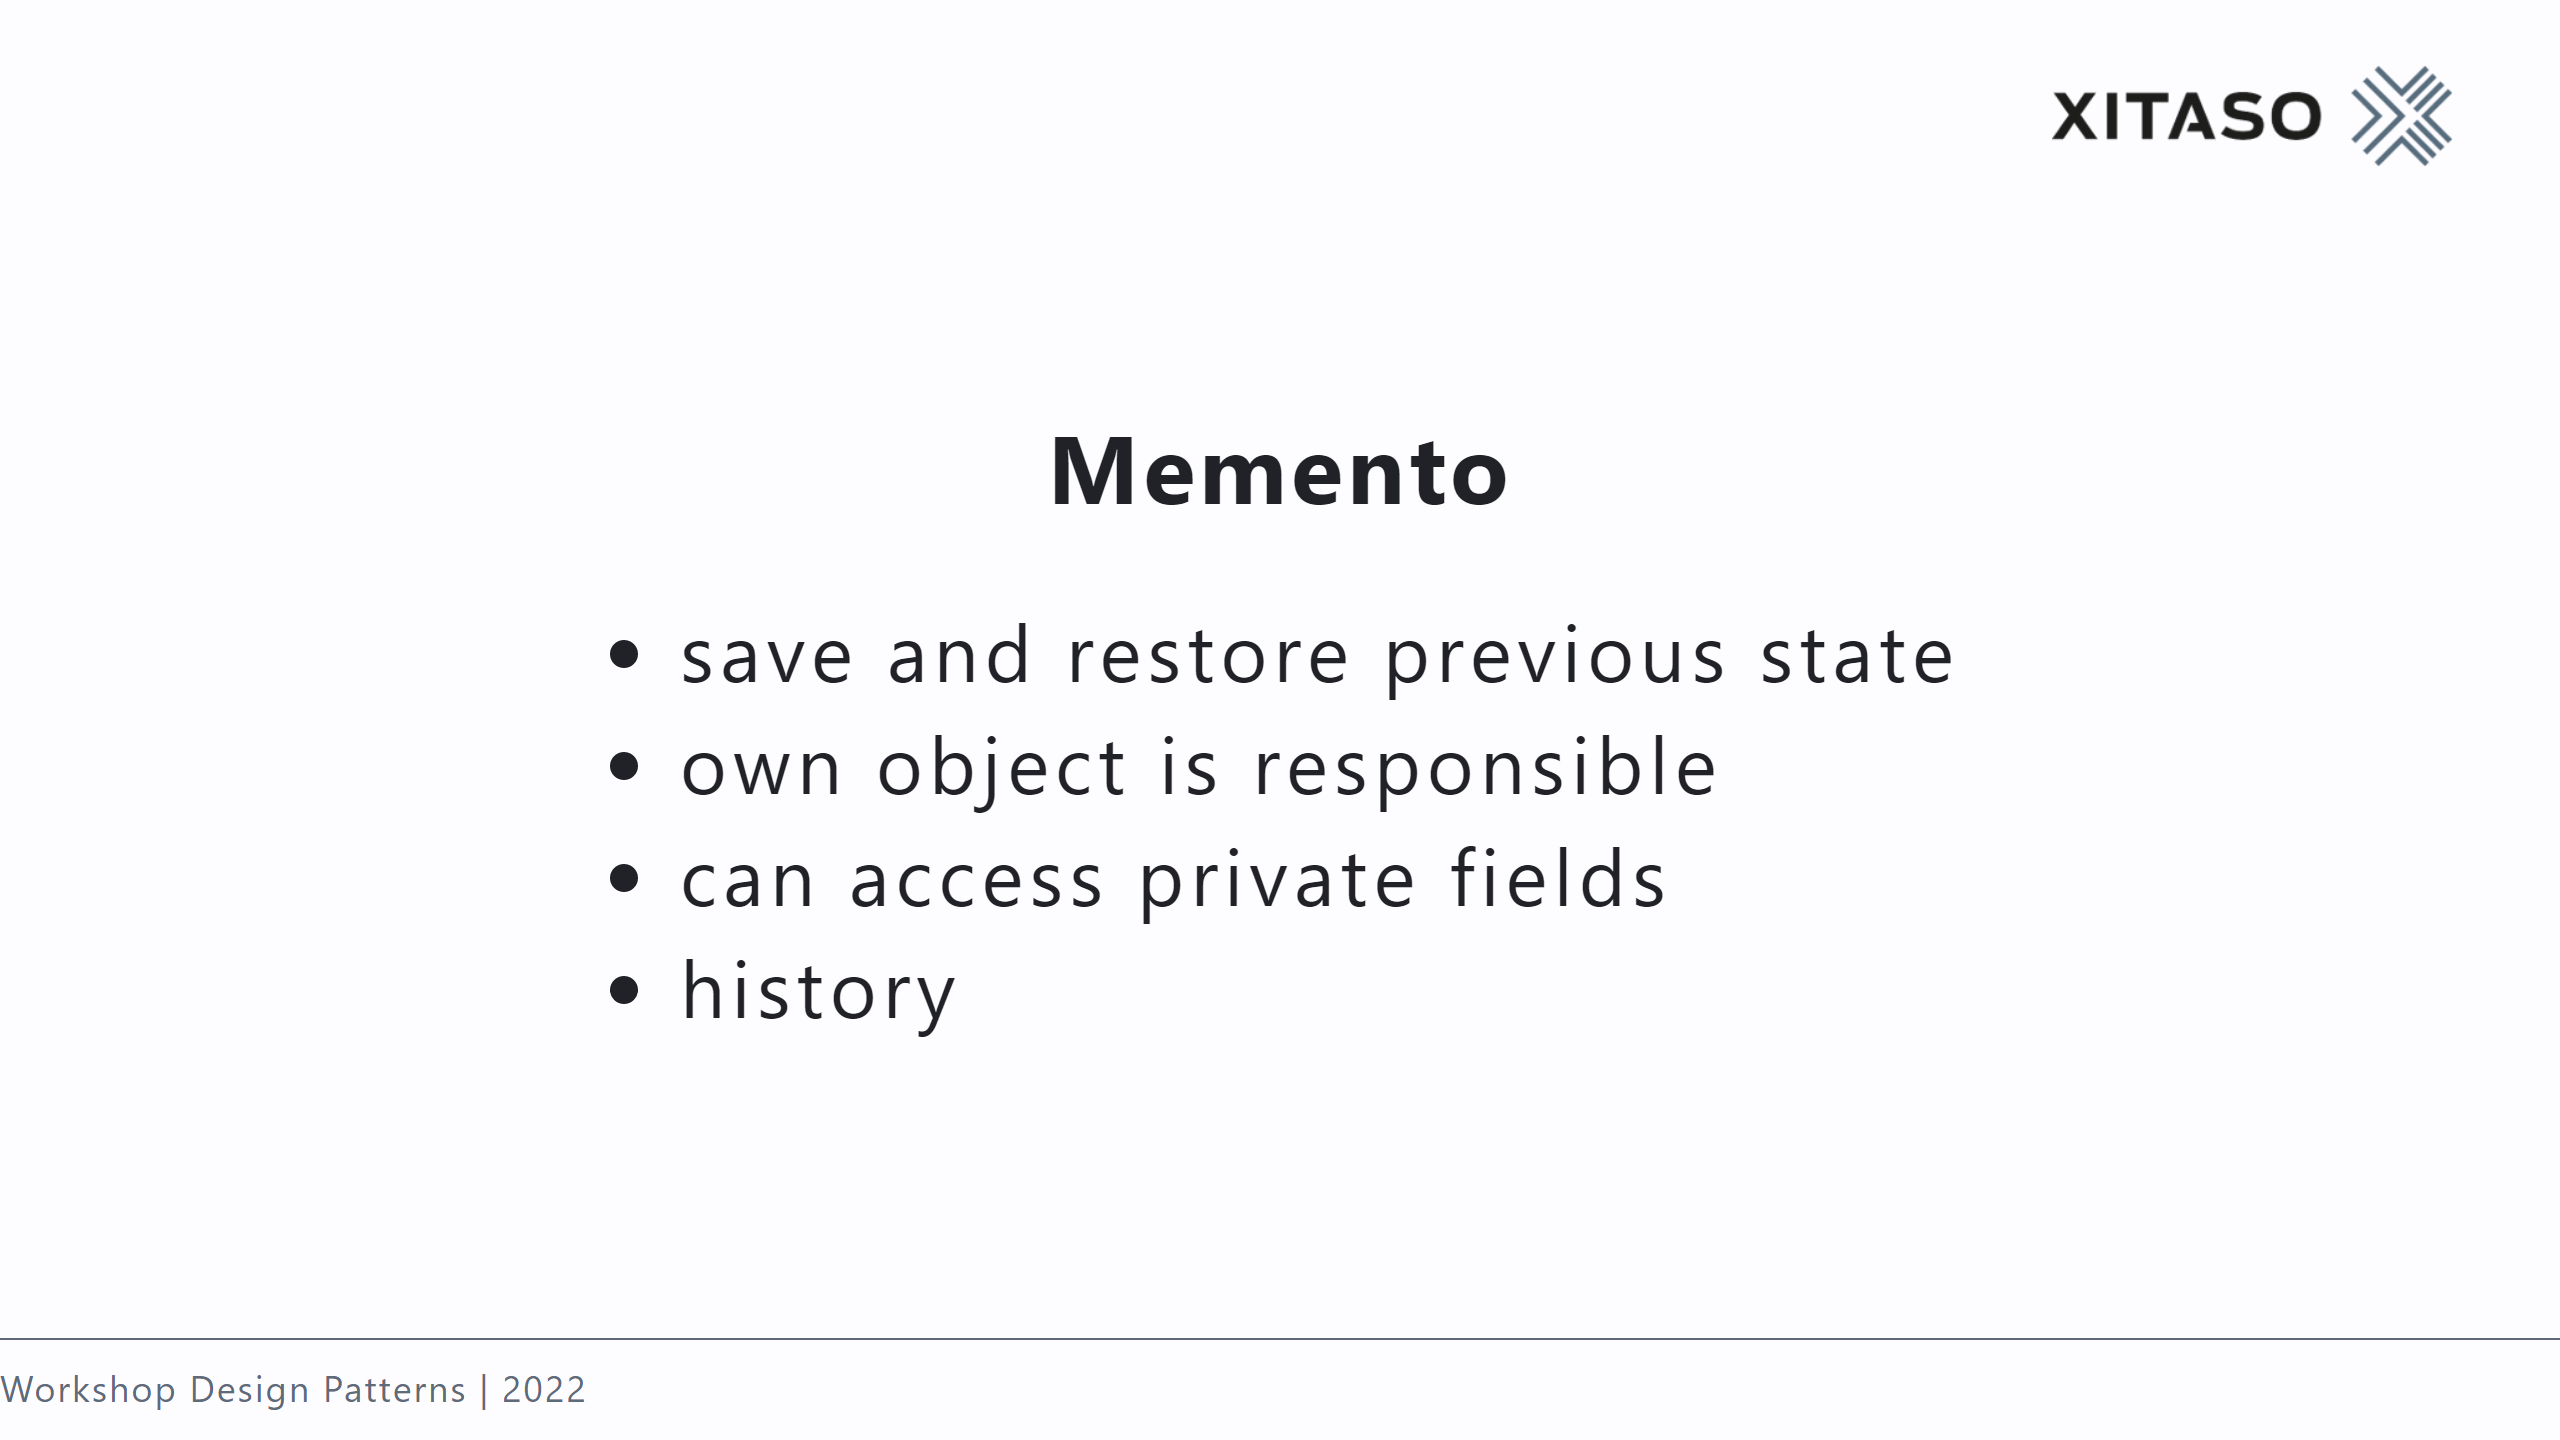 XITASO
Memento
• save and restore previous state
• own object is responsible
• can access private fields
• history
Workshop Design Patterns | 2022